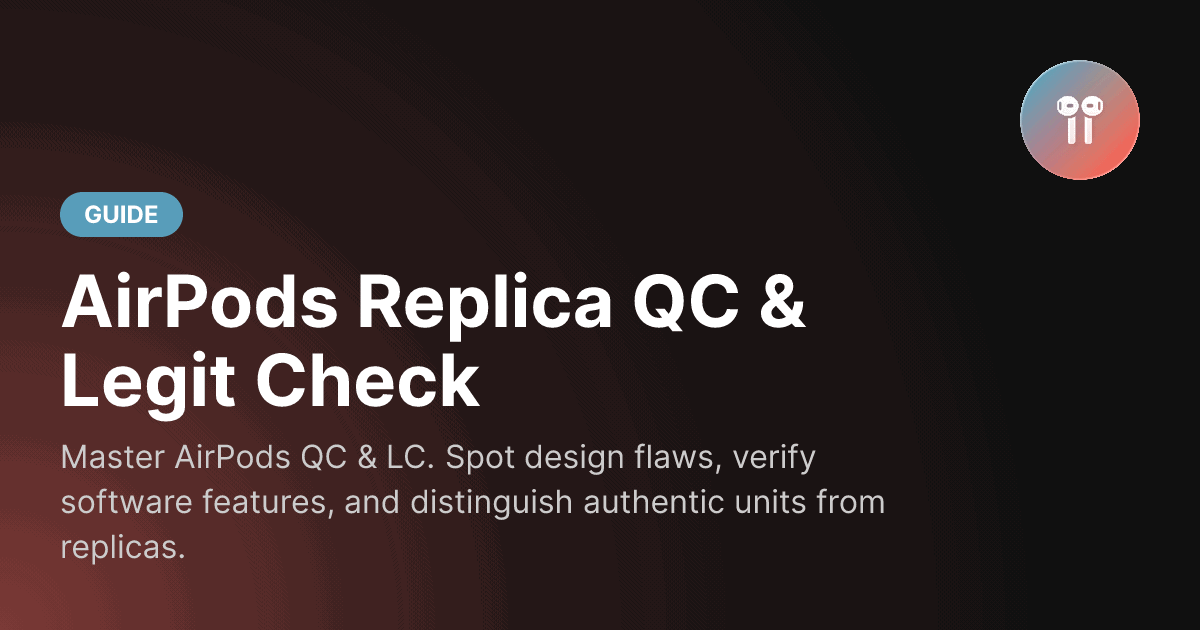 GUIDE
AirPods Replica QC &
Legit Check
Master AirPods QC & LC. Spot design flaws, verify
software features, and distinguish authentic units from
replicas.